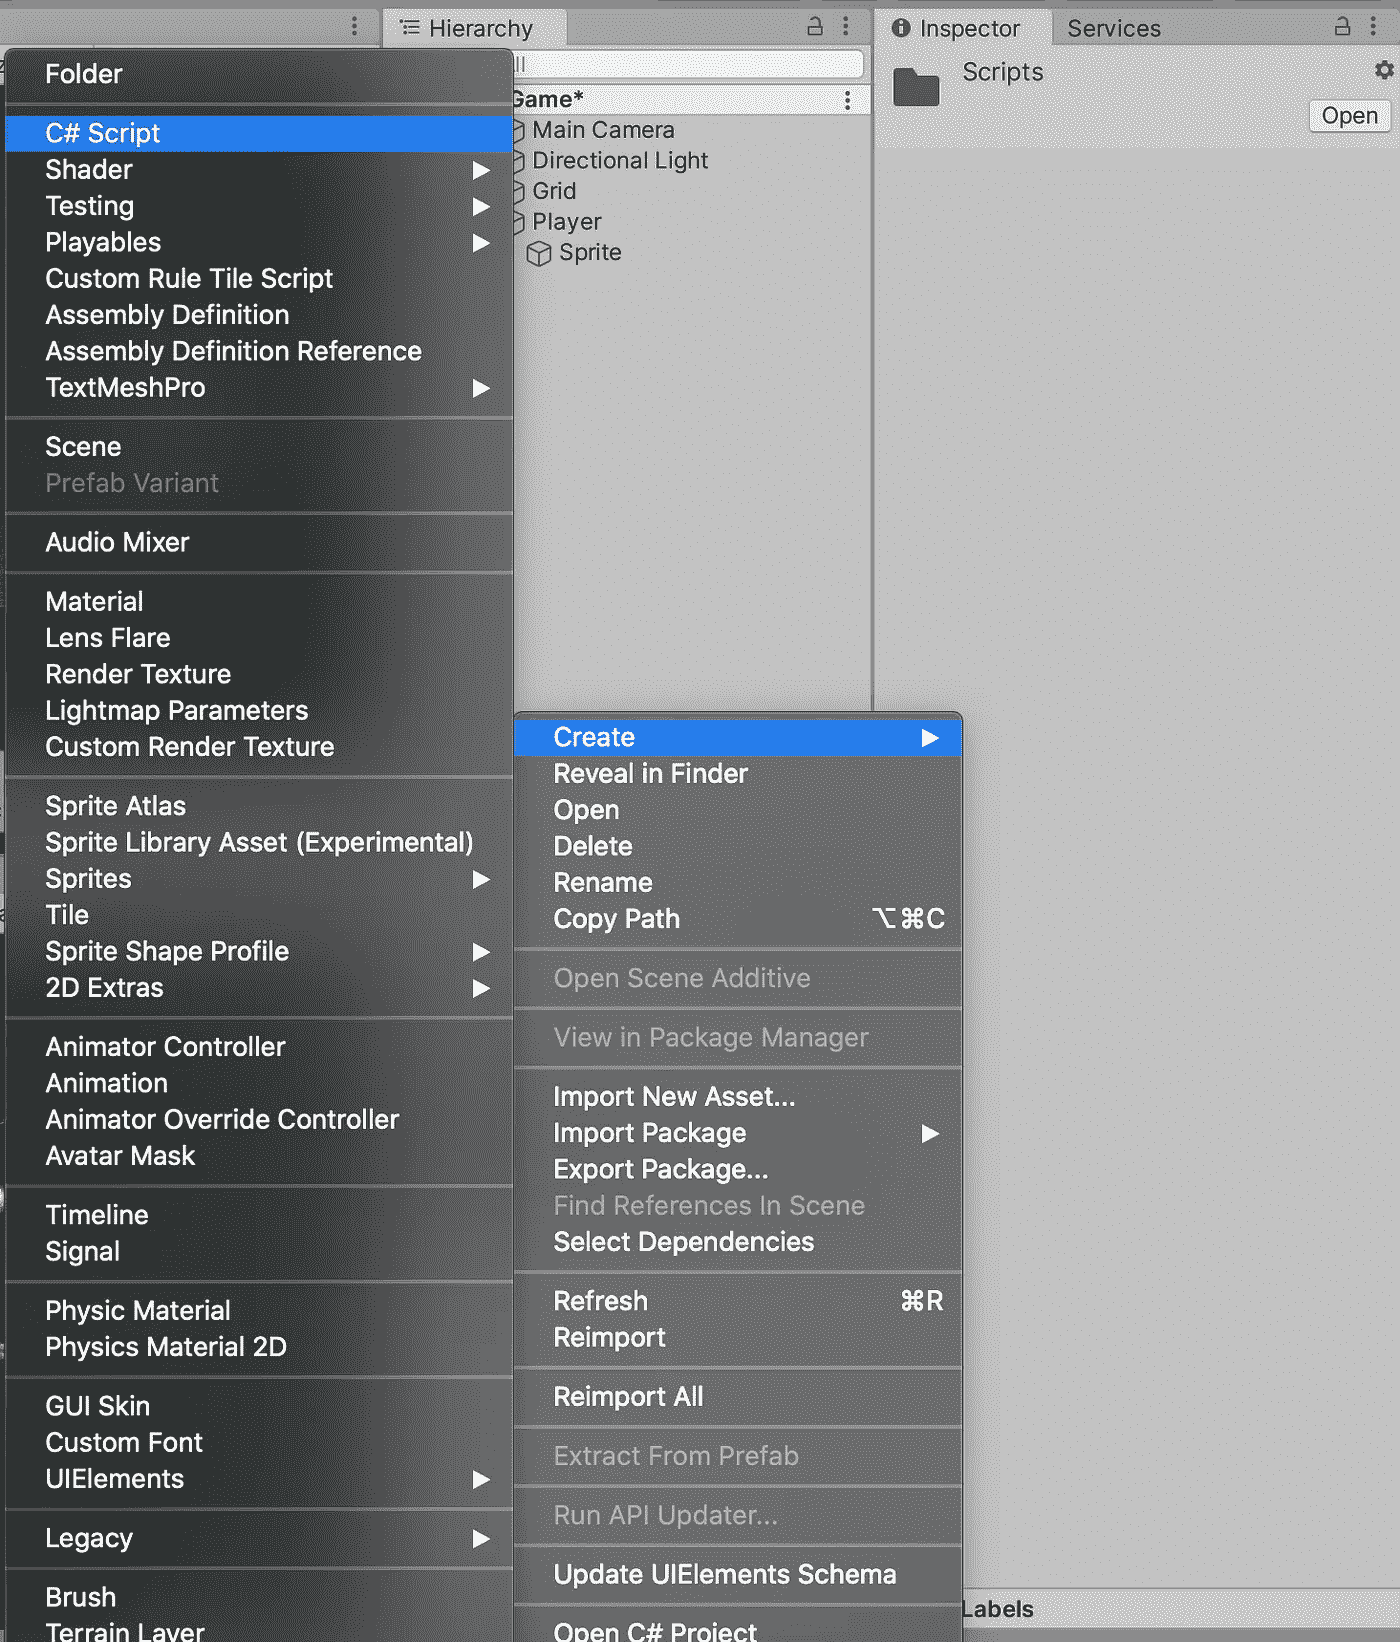 Hierarchy
Inspector
Services
Scripts
Open
Game*
Main Camera
Directional Light
Grid
Player
Sprite
Folder
C# Script
Shader
Testing
Playables
Custom Rule Tile Script
Assembly Definition
Assembly Definition Reference
TextMeshPro
Scene
Prefab Variant
Audio Mixer
Material
Lens Flare
Render Texture
Lightmap Parameters
Custom Render Texture
Sprite Atlas
Sprite Library Asset (Experimental)
Sprites
Tile
Sprite Shape Profile
2D Extras
Animator Controller
Animation
Animator Override Controller
Avatar Mask
Timeline
Signal
Physic Material
Physics Material 2D
GUI Skin
Custom Font
UIElements
Legacy
Brush
Terrain Layer
Create
Reveal in Finder
Open
Delete
Rename
Copy Path ⌥⌘C
Open Scene Additive
View in Package Manager
Import New Asset...
Import Package
Export Package...
Find References In Scene
Select Dependencies
Refresh ⌘R
Reimport
Reimport All
Extract From Prefab
Run API Updater...
Update UIElements Schema
Open C# Project
Labels